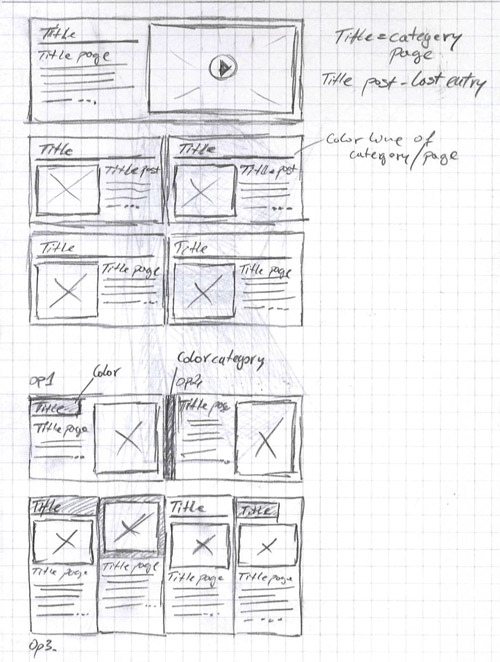 Title
Title page
Title = category
page
Title post - Last entry
Title
Title post
Title
Title post
Color line of
category/page
Title
Title page
Title
Title page
Color category
op1
Color
op2
Title
Title page
Title page
Title
Title
Title
Title page
Title page
Title page
Title page
Op3.